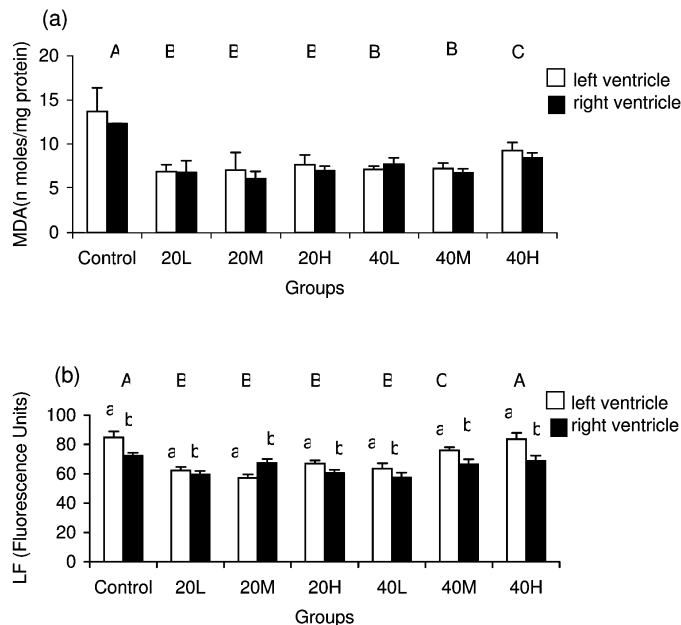 (a)
A B B B B B C
20
15
10
5
0
MDA(n moles/mg protein)
left ventricle
right ventricle
Control 20L 20M 20H 40L 40M 40H
Groups
(b)
A B B B B C A
a b a b a b a b a b a b a b
100
80
60
40
20
0
LF (Fluorescence Units)
left ventricle
right ventricle
Control 20L 20M 20H 40L 40M 40H
Groups